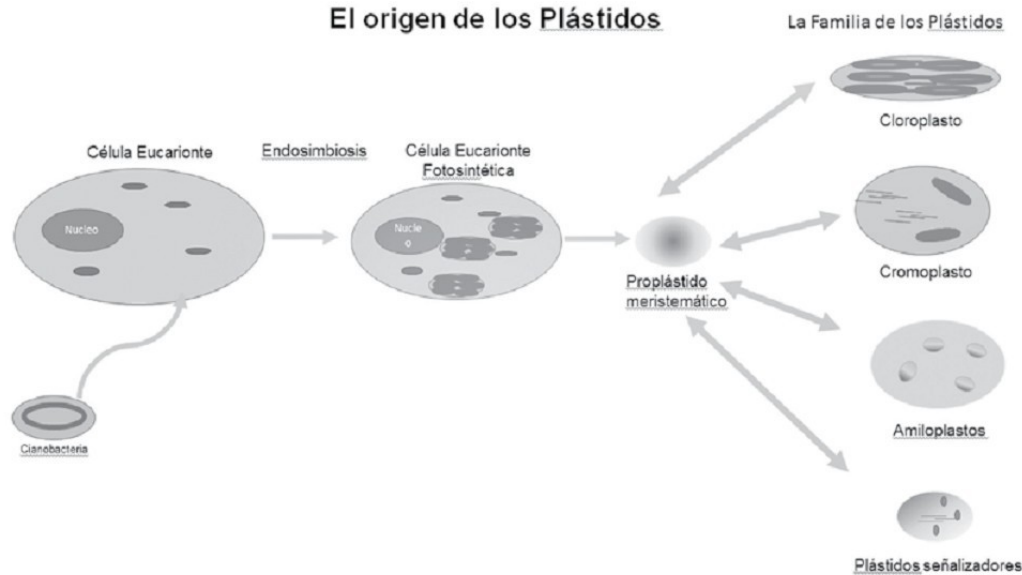 El origen de los Plástidos
La Familia de los Plástidos
Célula Eucarionte
Nucleo
Cianobacteria
Endosimbiosis
Célula Eucarionte
Fotosintética
Nucle
o
Proplástido
meristemático
Cloroplasto
Cromoplasto
Amiloplastos
Plástidos señalizadores